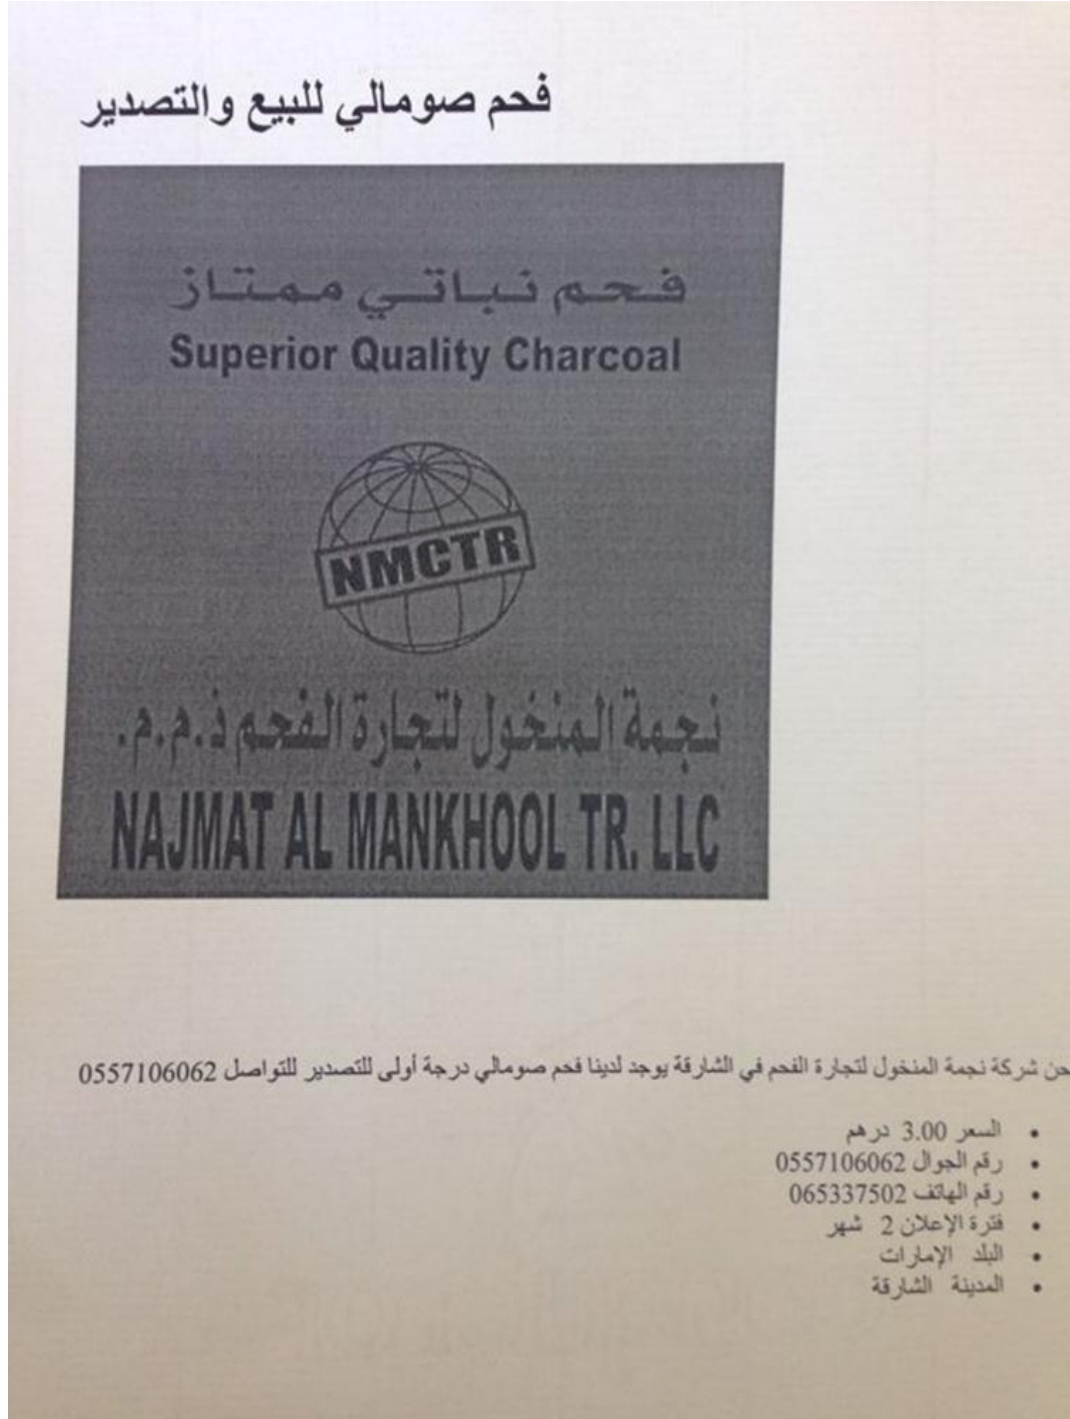 فحم صومالي للبيع والتصدير
فحم نباتي ممتاز
Superior Quality Charcoal
NMCTR
نجمة المنخول لتجارة الفحم ذ.م.م.
NAJMAT AL MANKHOOL TR. LLC
حن شركة نجمة المنخول لتجارة الفحم في الشارقة يوجد لدينا فحم صومالي درجة أولى للتصدير للتواصل 0557106062
• السعر 3.00 درهم
• رقم الجوال 0557106062
• رقم الهاتف 065337502
• فترة الإعلان 2 شهر
• البلد الإمارات
• المدينة الشارقة